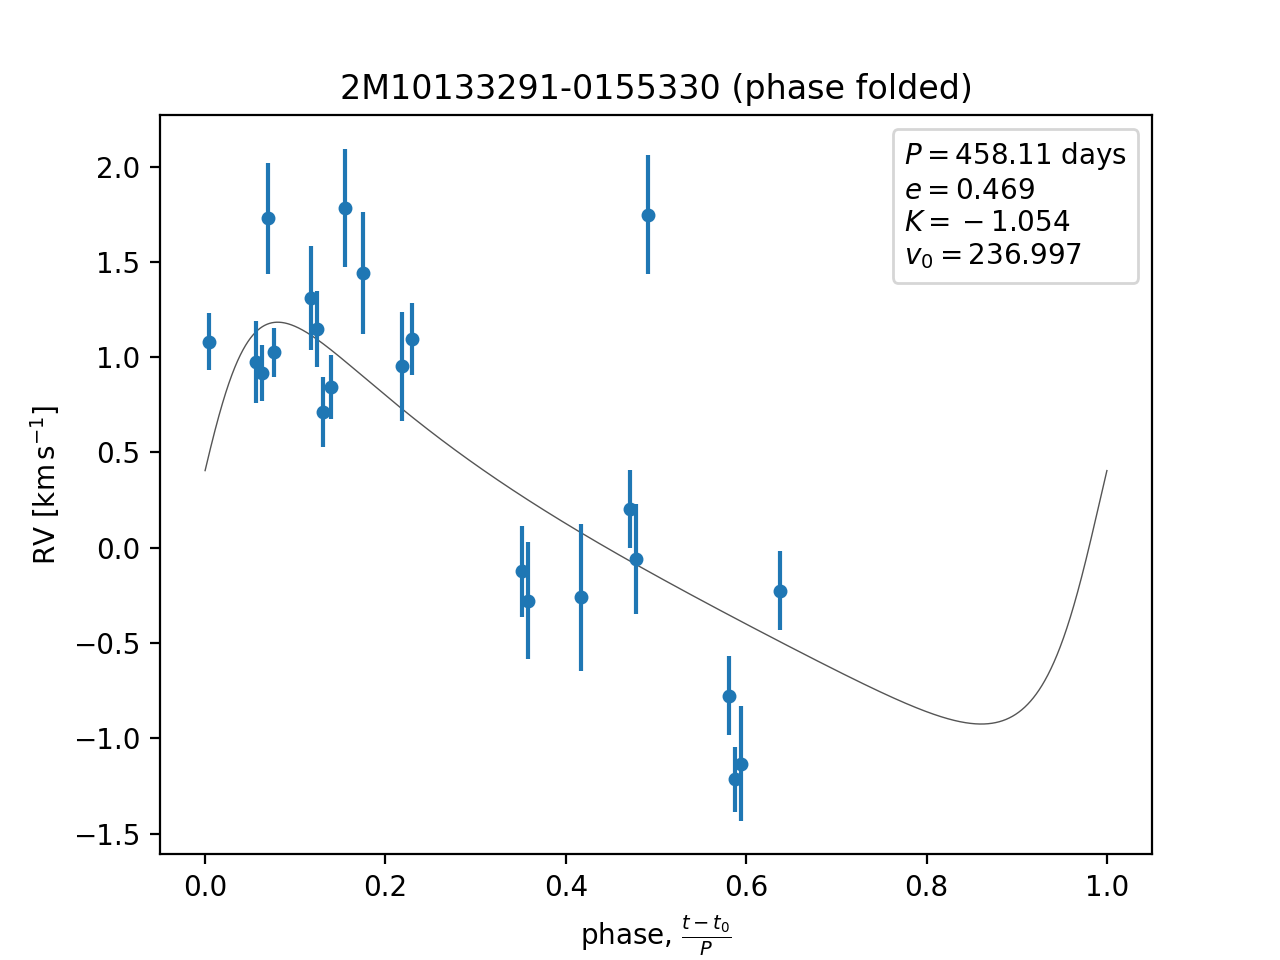 2M10133291-0155330 (phase folded)
P = 458.11 days
e = 0.469
K = −1.054
v₀ = 236.997
RV [km s⁻¹]
2.0
1.5
1.0
0.5
0.0
−0.5
−1.0
−1.5
0.0 0.2 0.4 0.6 0.8 1.0
phase, (t − t₀)/P